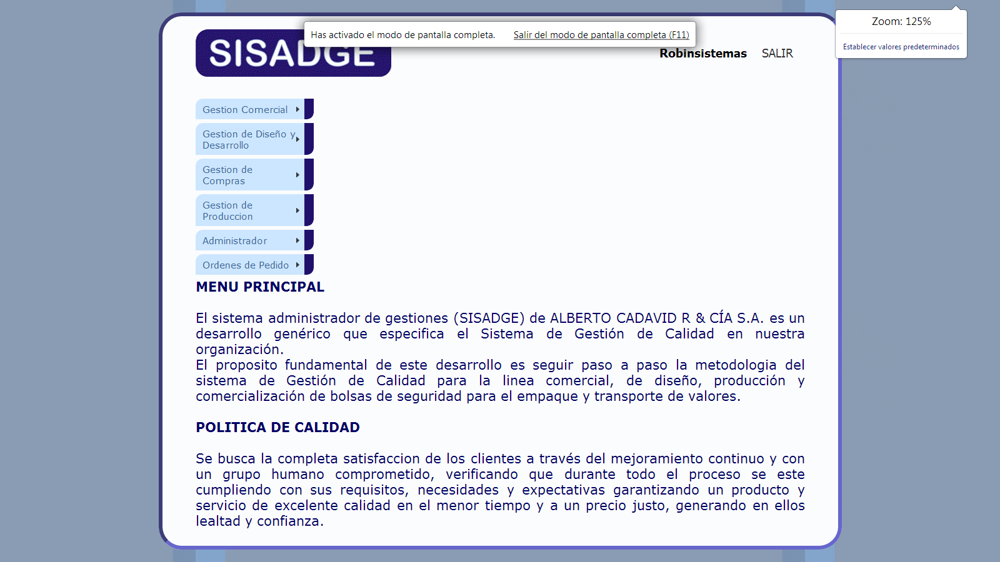 Has activado el modo de pantalla completa. Salir del modo de pantalla completa (F11)
Zoom: 125%
Establecer valores predeterminados
SISADGE
Robinsistemas SALIR
Gestion Comercial
Gestion de Diseño y
Desarrollo
Gestion de
Compras
Gestion de
Produccion
Administrador
Ordenes de Pedido
MENU PRINCIPAL
El sistema administrador de gestiones (SISADGE) de ALBERTO CADAVID R & CÍA S.A. es un
desarrollo genérico que especifica el Sistema de Gestión de Calidad en nuestra
organización.
El proposito fundamental de este desarrollo es seguir paso a paso la metodologia del
sistema de Gestión de Calidad para la linea comercial, de diseño, producción y
comercialización de bolsas de seguridad para el empaque y transporte de valores.
POLITICA DE CALIDAD
Se busca la completa satisfaccion de los clientes a través del mejoramiento continuo y con
un grupo humano comprometido, verificando que durante todo el proceso se este
cumpliendo con sus requisitos, necesidades y expectativas garantizando un producto y
servicio de excelente calidad en el menor tiempo y a un precio justo, generando en ellos
lealtad y confianza.